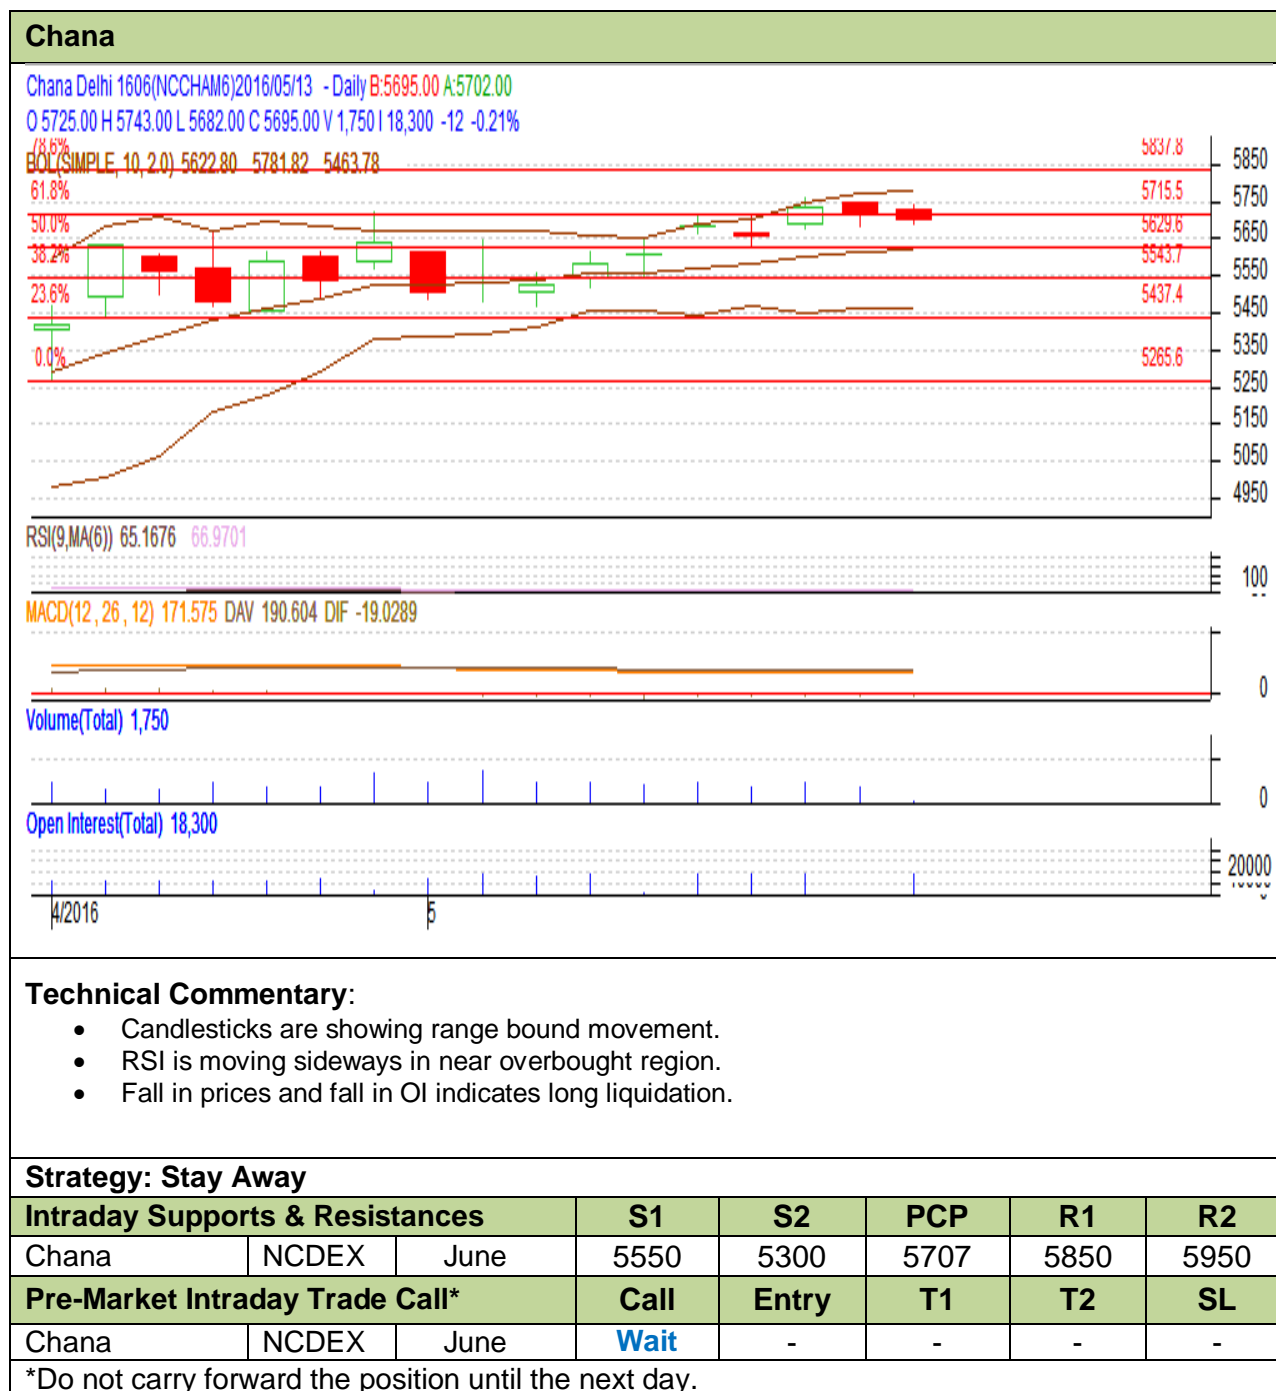 Chana
Chana Delhi 1606(NCCHAM6)2016/05/13 - Daily B:5695.00 A:5702.00
O 5725.00 H 5743.00 L 5682.00 C 5695.00 V 1,750 I 18,300 -12 -0.21%
78.6% 5837.8
BOL(SIMPLE, 10, 2.0) 5622.80 5781.82 5463.78
5850
61.8% 5715.5
5750
50.0% 5629.6
5650
38.2% 5543.7
5550
23.6% 5437.4
5450
0.0% 5265.6
5350
5250
5150
5050
4950
RSI(9,MA(6)) 65.1676 66.9701
100
MACD(12 , 26 , 12) 171.575 DAV 190.604 DIF -19.0289
0
Volume(Total) 1,750
0
Open Interest(Total) 18,300
20000
4/2016 5
Technical Commentary:
• Candlesticks are showing range bound movement.
• RSI is moving sideways in near overbought region.
• Fall in prices and fall in OI indicates long liquidation.
Strategy: Stay Away
Intraday Supports & Resistances S1 S2 PCP R1 R2
Chana NCDEX June 5550 5300 5707 5850 5950
Pre-Market Intraday Trade Call* Call Entry T1 T2 SL
Chana NCDEX June Wait - - - -
*Do not carry forward the position until the next day.